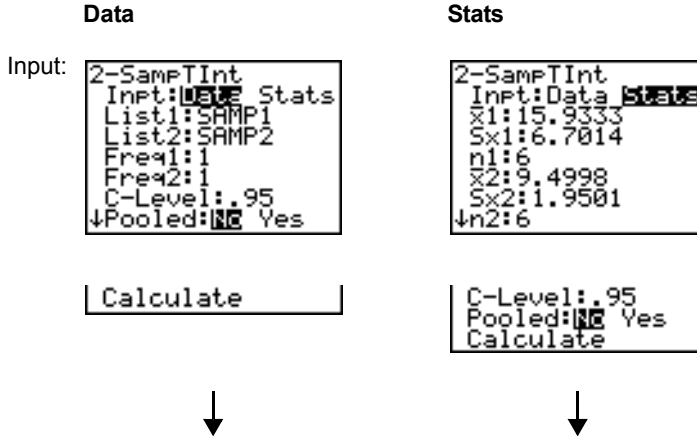 Data
Stats
Input:
2-SampTInt
Inpt:Data Stats
List1:SAMP1
List2:SAMP2
Freq1:1
Freq2:1
C-Level:.95
↓Pooled:No Yes
Calculate
2-SampTInt
Inpt:Data Stats
x̄1:15.9333
Sx1:6.7014
n1:6
x̄2:9.4998
Sx2:1.9501
↓n2:6
C-Level:.95
Pooled:No Yes
Calculate